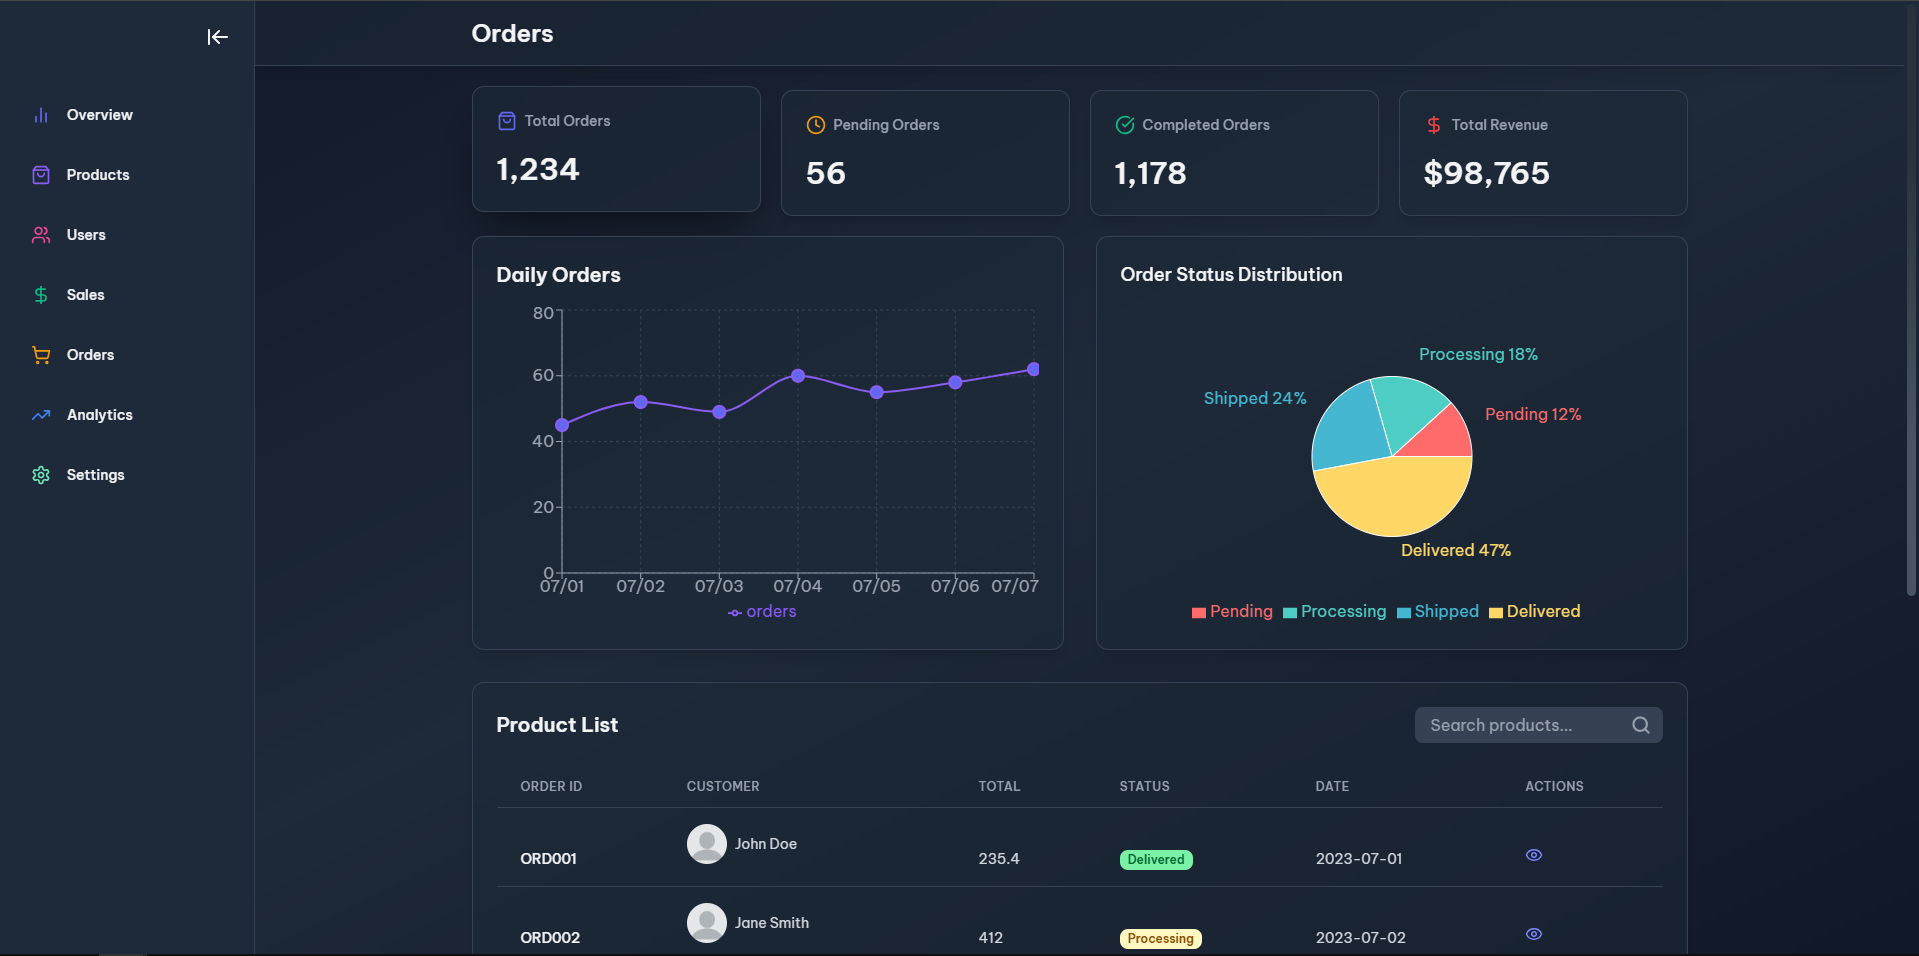 Orders
Overview
Products
Users
Sales
Orders
Analytics
Settings
Total Orders
1,234
Pending Orders
56
Completed Orders
1,178
Total Revenue
$98,765
Daily Orders
80
60
40
20
0
07/01 07/02 07/03 07/04 07/05 07/06 07/07
orders
Order Status Distribution
Processing 18%
Shipped 24%
Pending 12%
Delivered 47%
Pending Processing Shipped Delivered
Product List
Search products...
ORDER ID CUSTOMER TOTAL STATUS DATE ACTIONS
ORD001 John Doe 235.4 Delivered 2023-07-01
ORD002 Jane Smith 412 Processing 2023-07-02